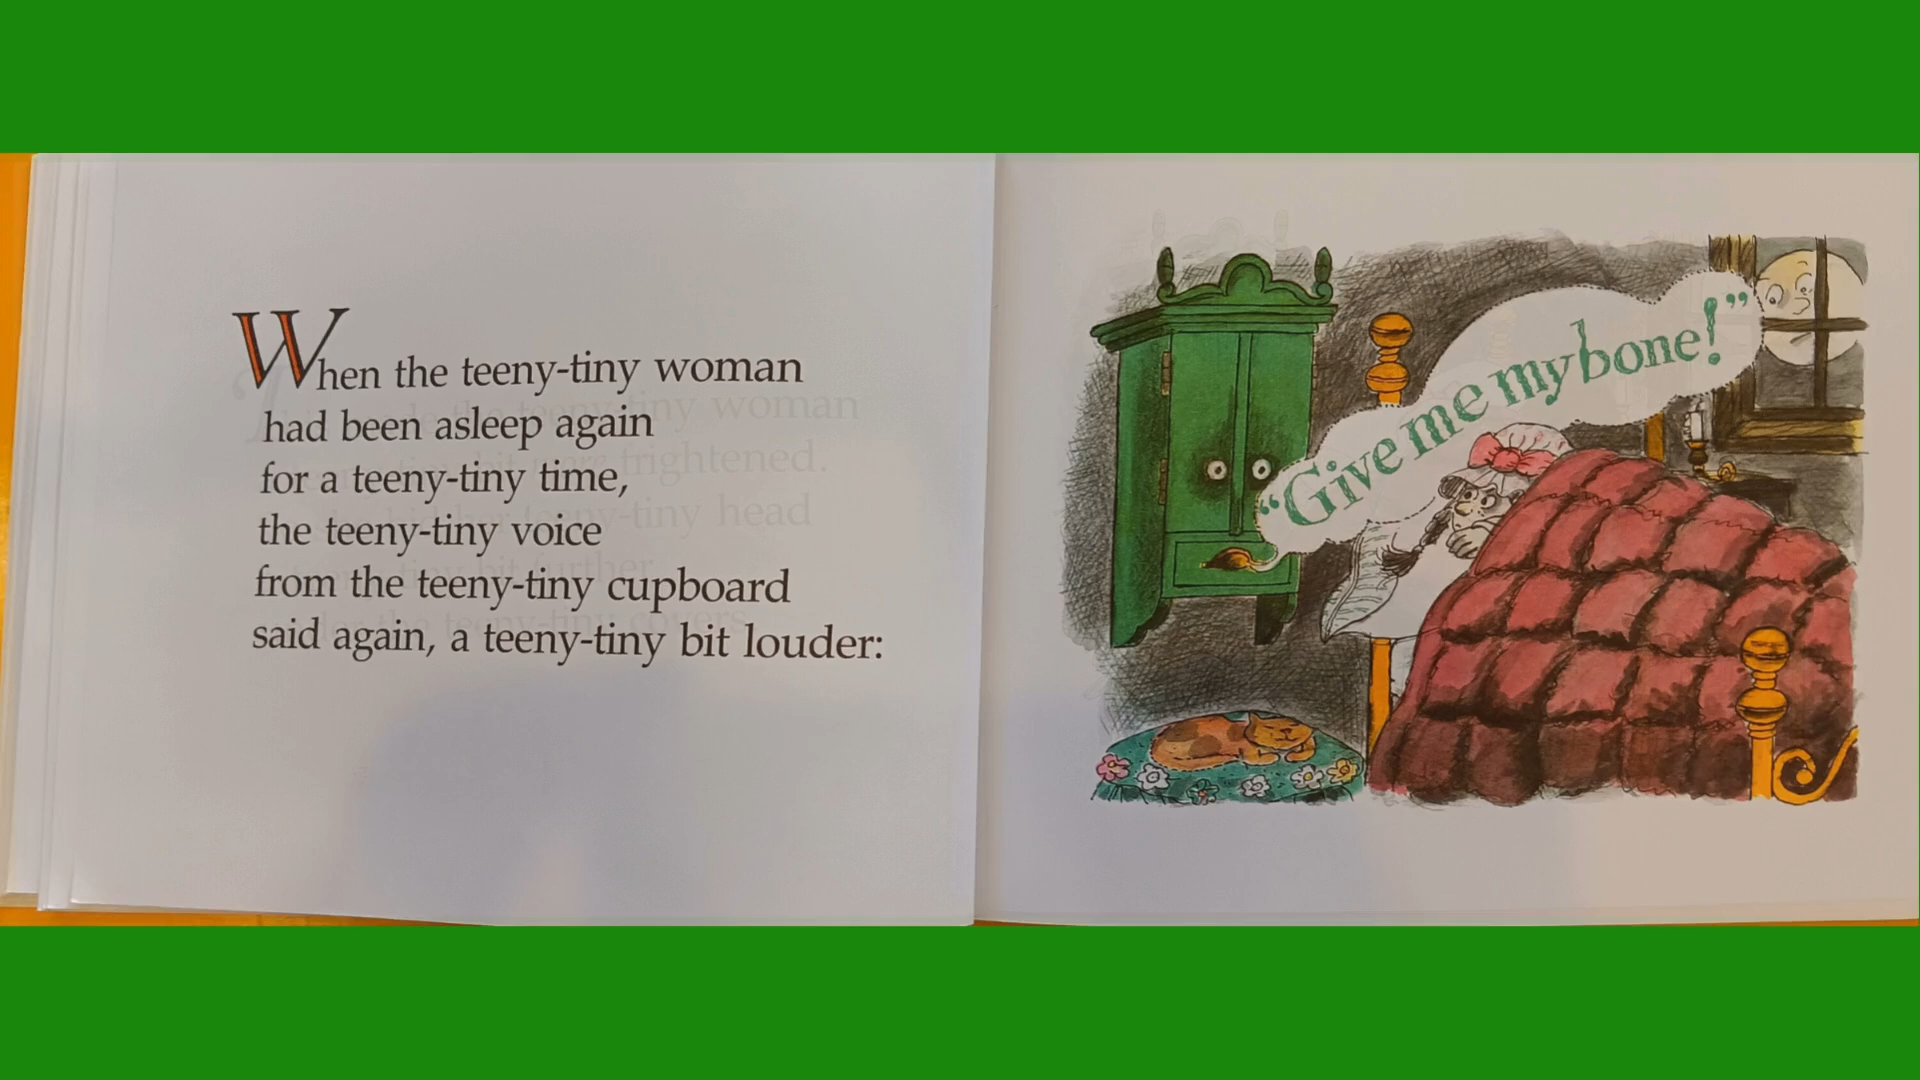 When the teeny-tiny woman
had been asleep again
for a teeny-tiny time,
the teeny-tiny voice
from the teeny-tiny cupboard
said again, a teeny-tiny bit louder:
“Give me my bone!”